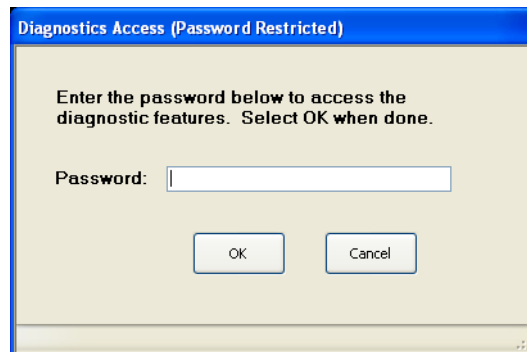 Diagnostics Access (Password Restricted)
Enter the password below to access the
diagnostic features.  Select OK when done.
Password:
OK
Cancel